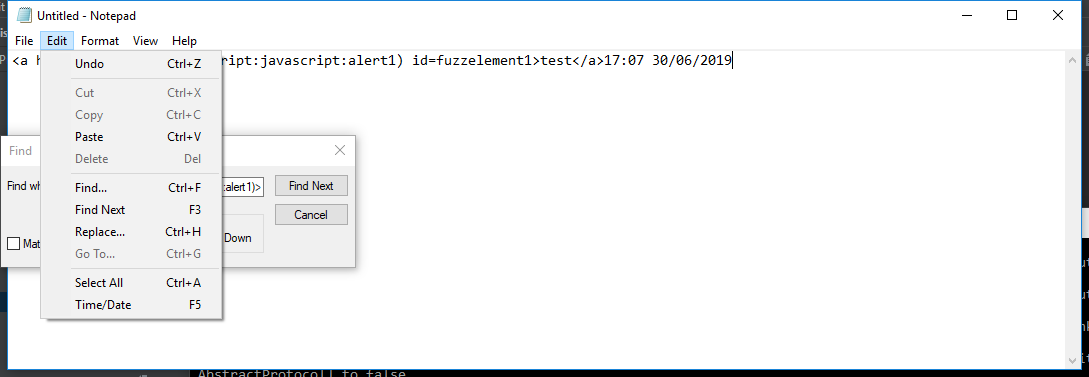 Untitled - Notepad
File Edit Format View Help
<a h script:javascript:alert1) id=fuzzelement1>test</a>17:07 30/06/2019
Undo Ctrl+Z
Cut Ctrl+X
Copy Ctrl+C
Paste Ctrl+V
Delete Del
Find... Ctrl+F
Find Next F3
Replace... Ctrl+H
Go To... Ctrl+G
Select All Ctrl+A
Time/Date F5
Find
Find wh :alert1)> Find Next
Cancel
Mat Down
AbstractProtocol] to false